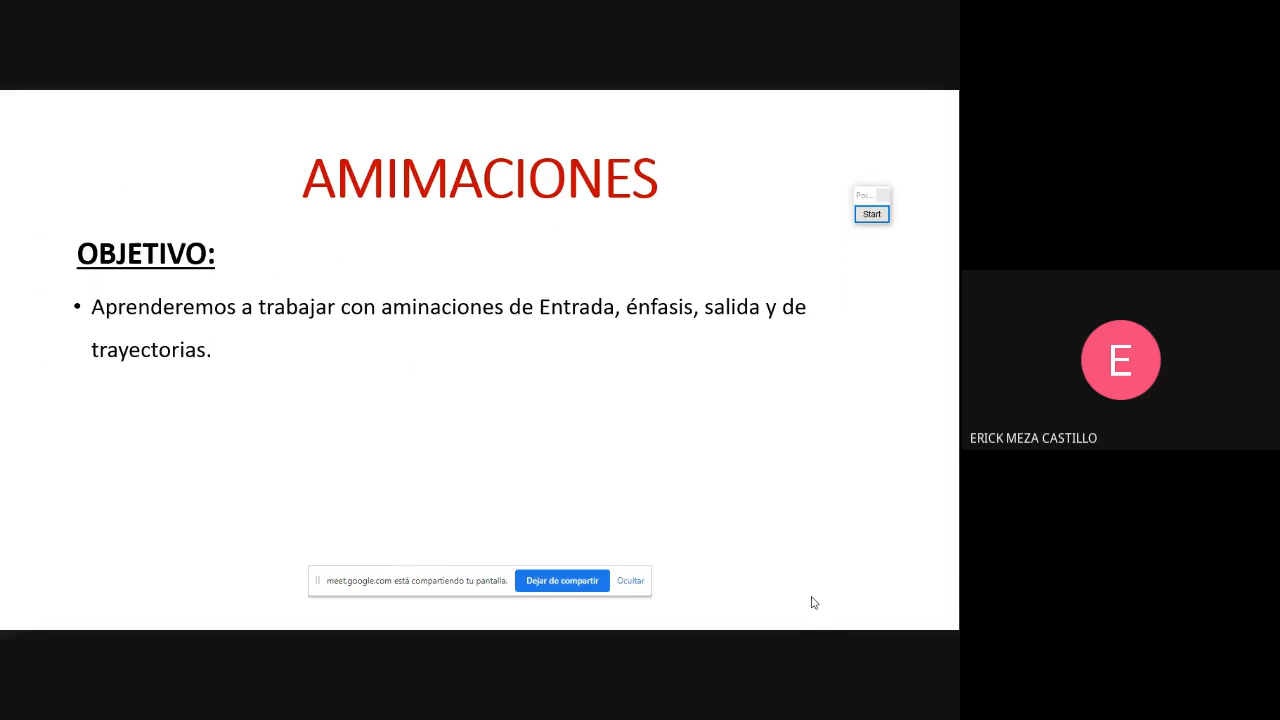 AMIMACIONES
Poi...
Start
OBJETIVO:
• Aprenderemos a trabajar con aminaciones de Entrada, énfasis, salida y de
trayectorias.
E
ERICK MEZA CASTILLO
meet.google.com está compartiendo tu pantalla. Dejar de compartir Ocultar